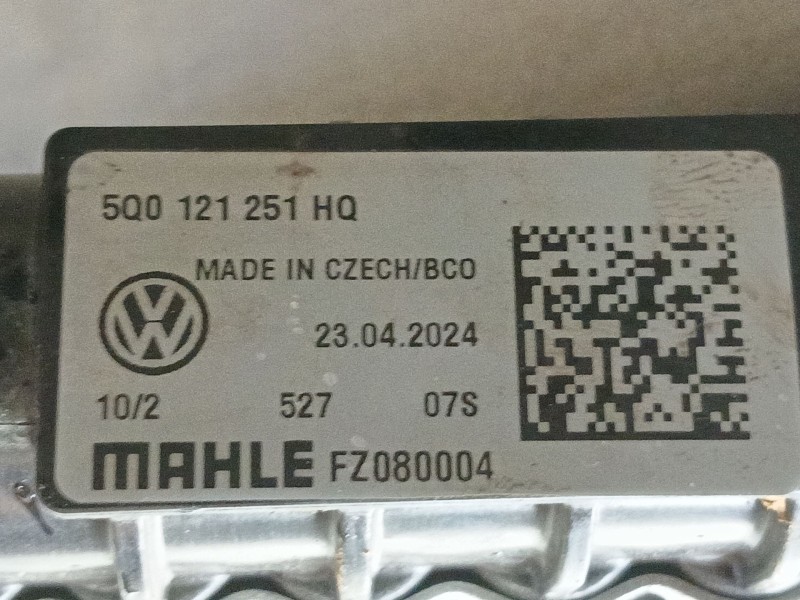 5Q0 121 251 HQ
MADE IN CZECH/BCO
23.04.2024
10/2 527 07S
MAHLE FZ080004